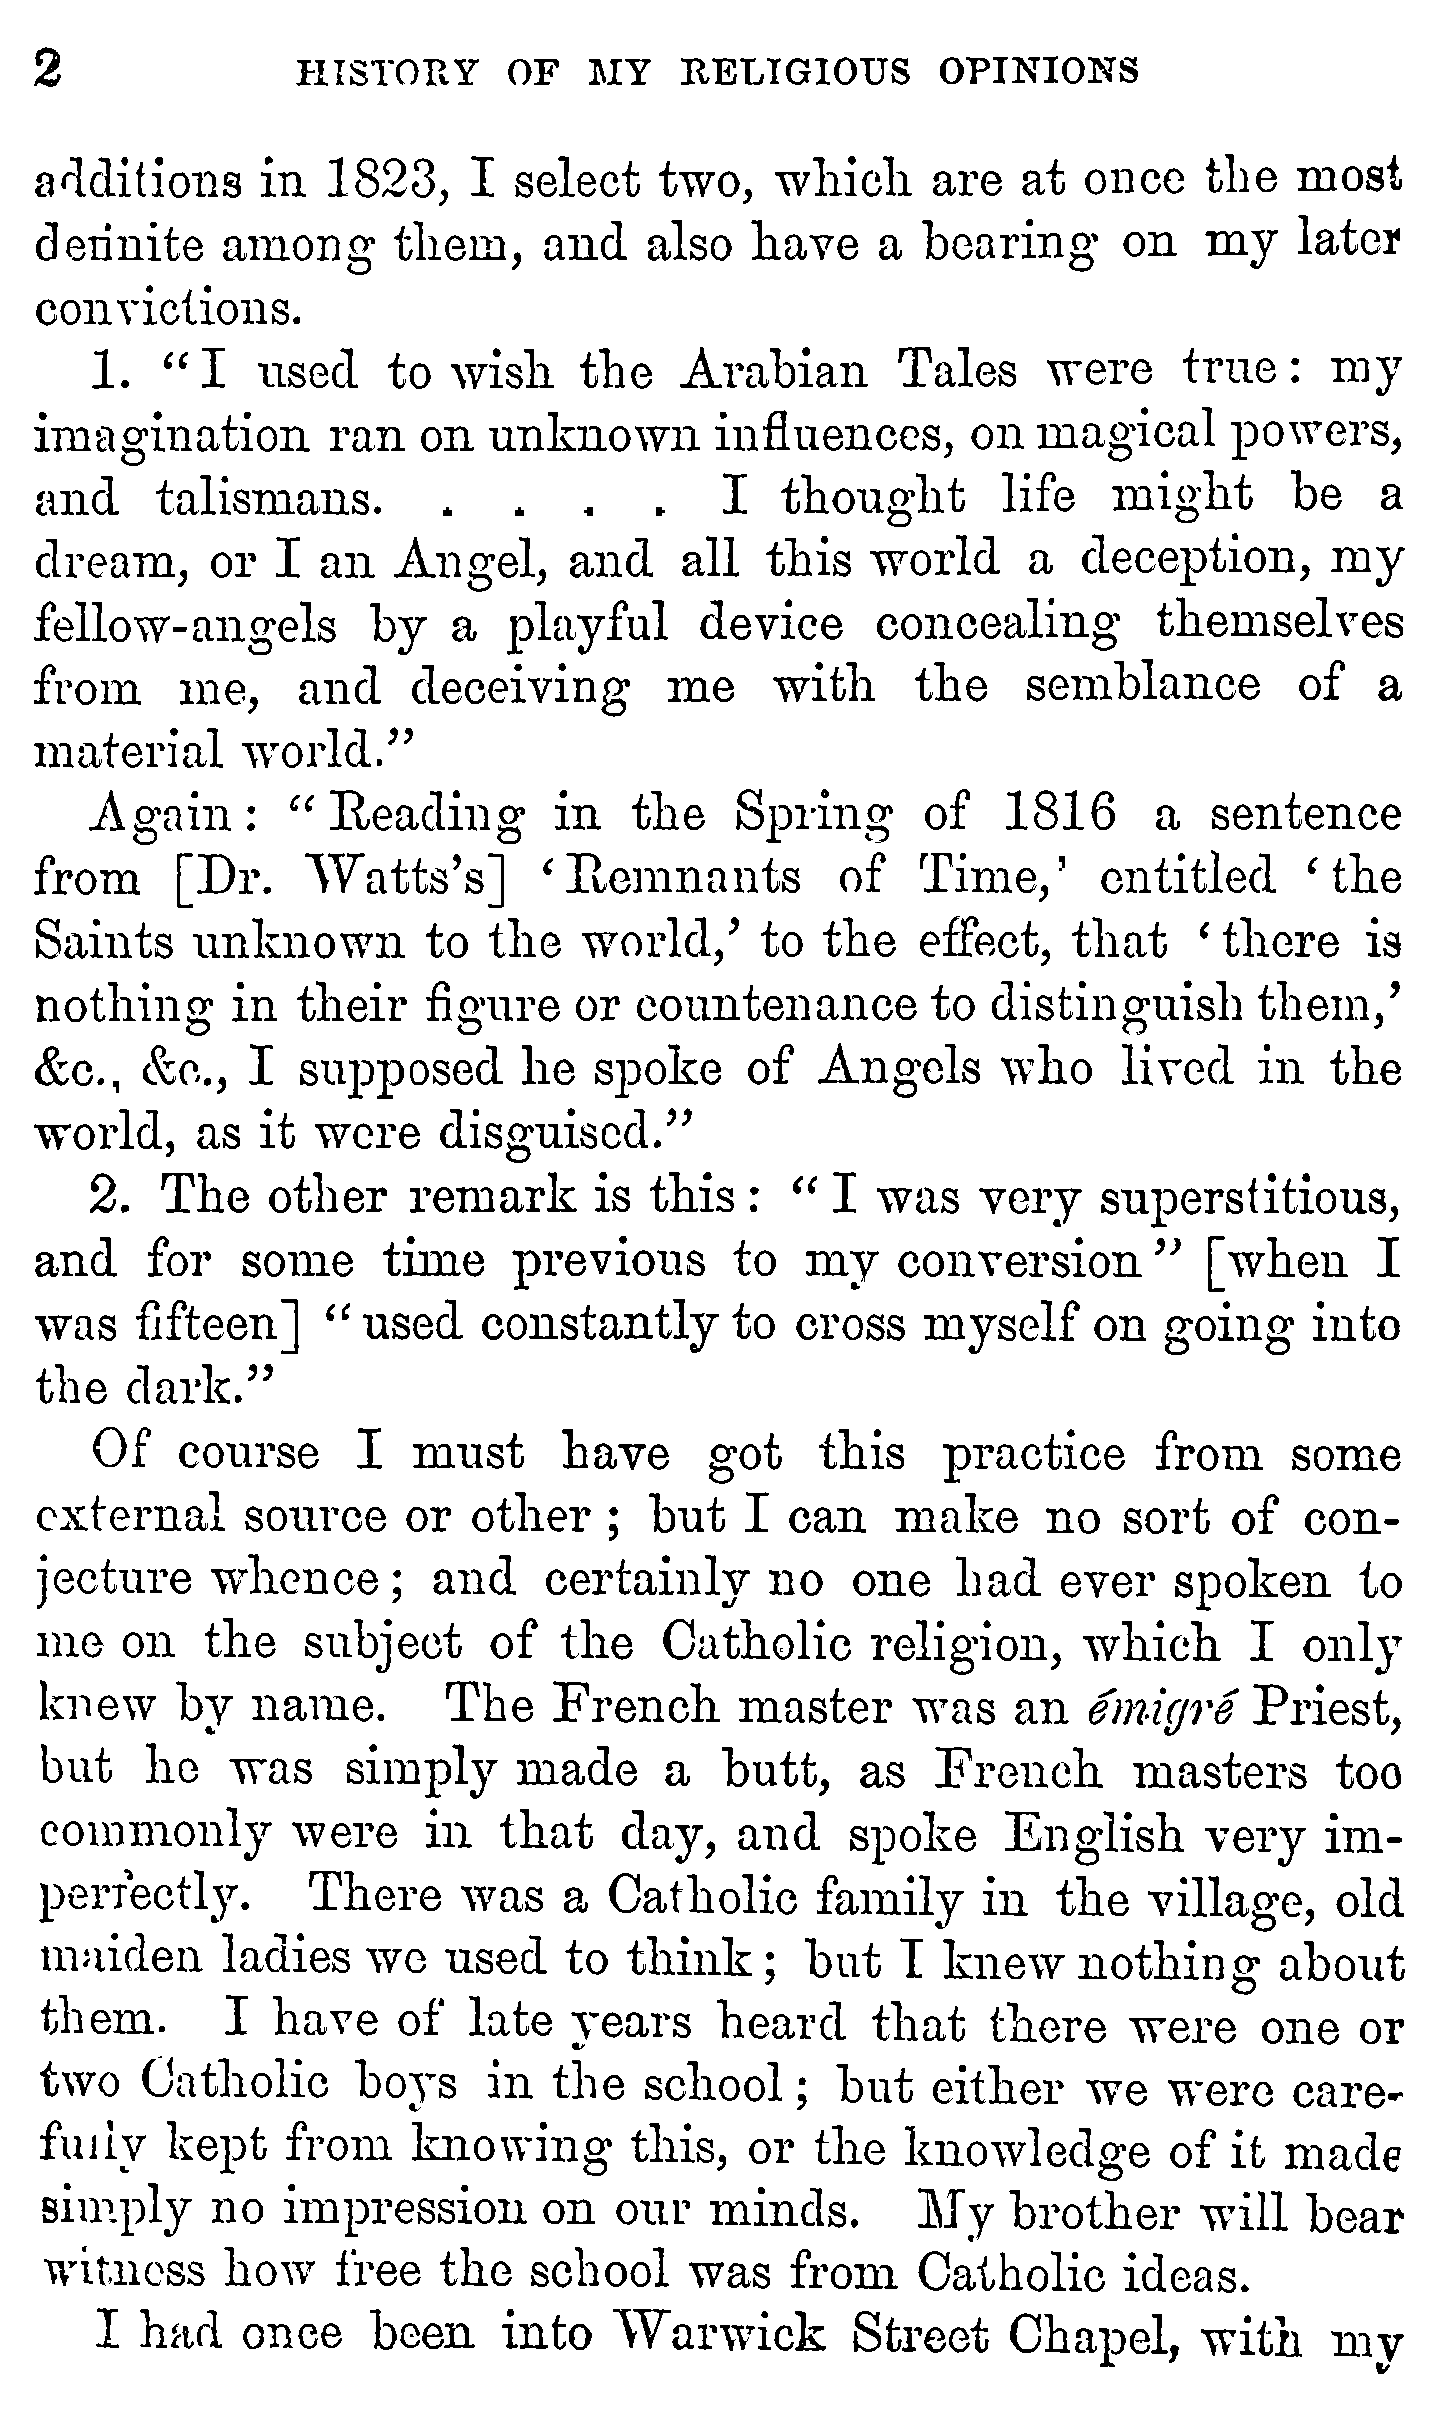 2 HISTORY OF MY RELIGIOUS OPINIONS
additions in 1823, I select two, which are at once the most
definite among them, and also have a bearing on my later
convictions.
1. “I used to wish the Arabian Tales were true: my
imagination ran on unknown influences, on magical powers,
and talismans. . . . . I thought life might be a
dream, or I an Angel, and all this world a deception, my
fellow-angels by a playful device concealing themselves
from me, and deceiving me with the semblance of a
material world.”
Again: “Reading in the Spring of 1816 a sentence
from [Dr. Watts’s] ‘Remnants of Time,’ entitled ‘the
Saints unknown to the world,’ to the effect, that ‘there is
nothing in their figure or countenance to distinguish them,’
&c., &c., I supposed he spoke of Angels who lived in the
world, as it were disguised.”
2. The other remark is this: “I was very superstitious,
and for some time previous to my conversion” [when I
was fifteen] “used constantly to cross myself on going into
the dark.”
Of course I must have got this practice from some
external source or other; but I can make no sort of con-
jecture whence; and certainly no one had ever spoken to
me on the subject of the Catholic religion, which I only
knew by name. The French master was an émigré Priest,
but he was simply made a butt, as French masters too
commonly were in that day, and spoke English very im-
perfectly. There was a Catholic family in the village, old
maiden ladies we used to think; but I knew nothing about
them. I have of late years heard that there were one or
two Catholic boys in the school; but either we were care-
fully kept from knowing this, or the knowledge of it made
simply no impression on our minds. My brother will bear
witness how free the school was from Catholic ideas.
I had once been into Warwick Street Chapel, with my